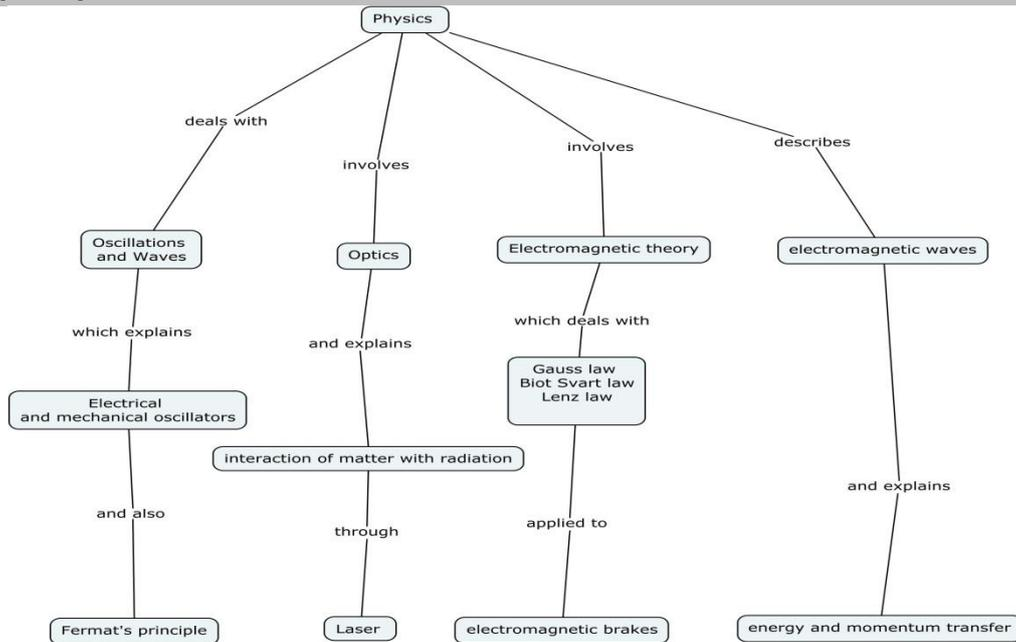 Physics
deals with
involves
involves
describes
Oscillations
and Waves
Optics
Electromagnetic theory
electromagnetic waves
which explains
and explains
which deals with
Gauss law
Biot Svart law
Lenz law
Electrical
and mechanical oscillators
interaction of matter with radiation
and explains
and also
through
applied to
Fermat's principle
Laser
electromagnetic brakes
energy and momentum transfer